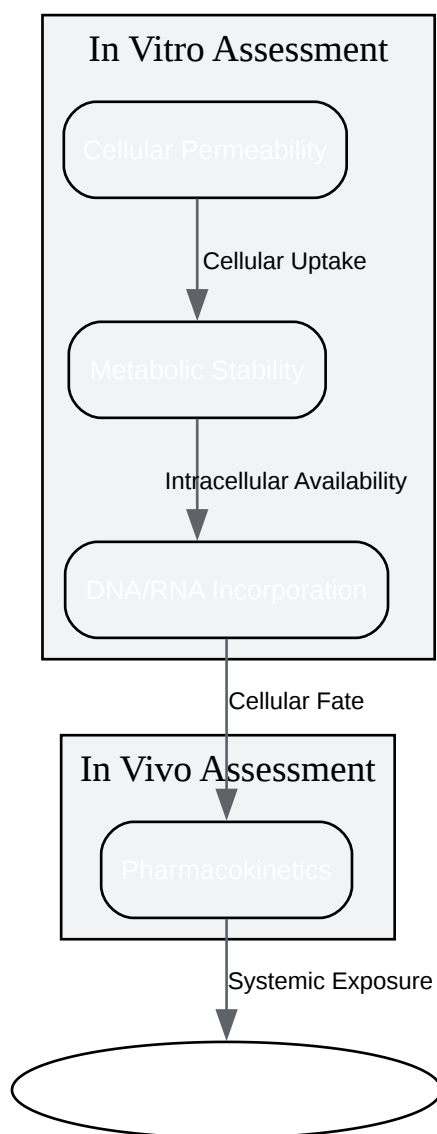 In Vitro Assessment
Cellular Permeability
Cellular Uptake
Metabolic Stability
Intracellular Availability
DNA/RNA Incorporation
Cellular Fate
In Vivo Assessment
Pharmacokinetics
Systemic Exposure